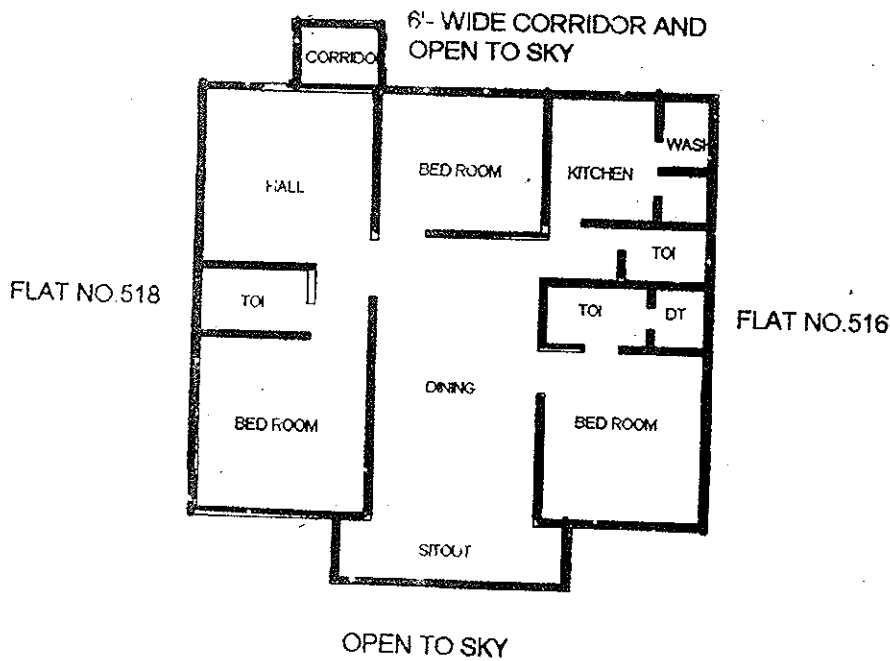 6'- WIDE CORRIDOR AND
OPEN TO SKY
CORRIDO
HALL
BED ROOM
KITCHEN
WASH
TOI
FLAT NO.518
TOI
TOI
DT
FLAT NO.516
DINING
BED ROOM
BED ROOM
SITOUT
OPEN TO SKY